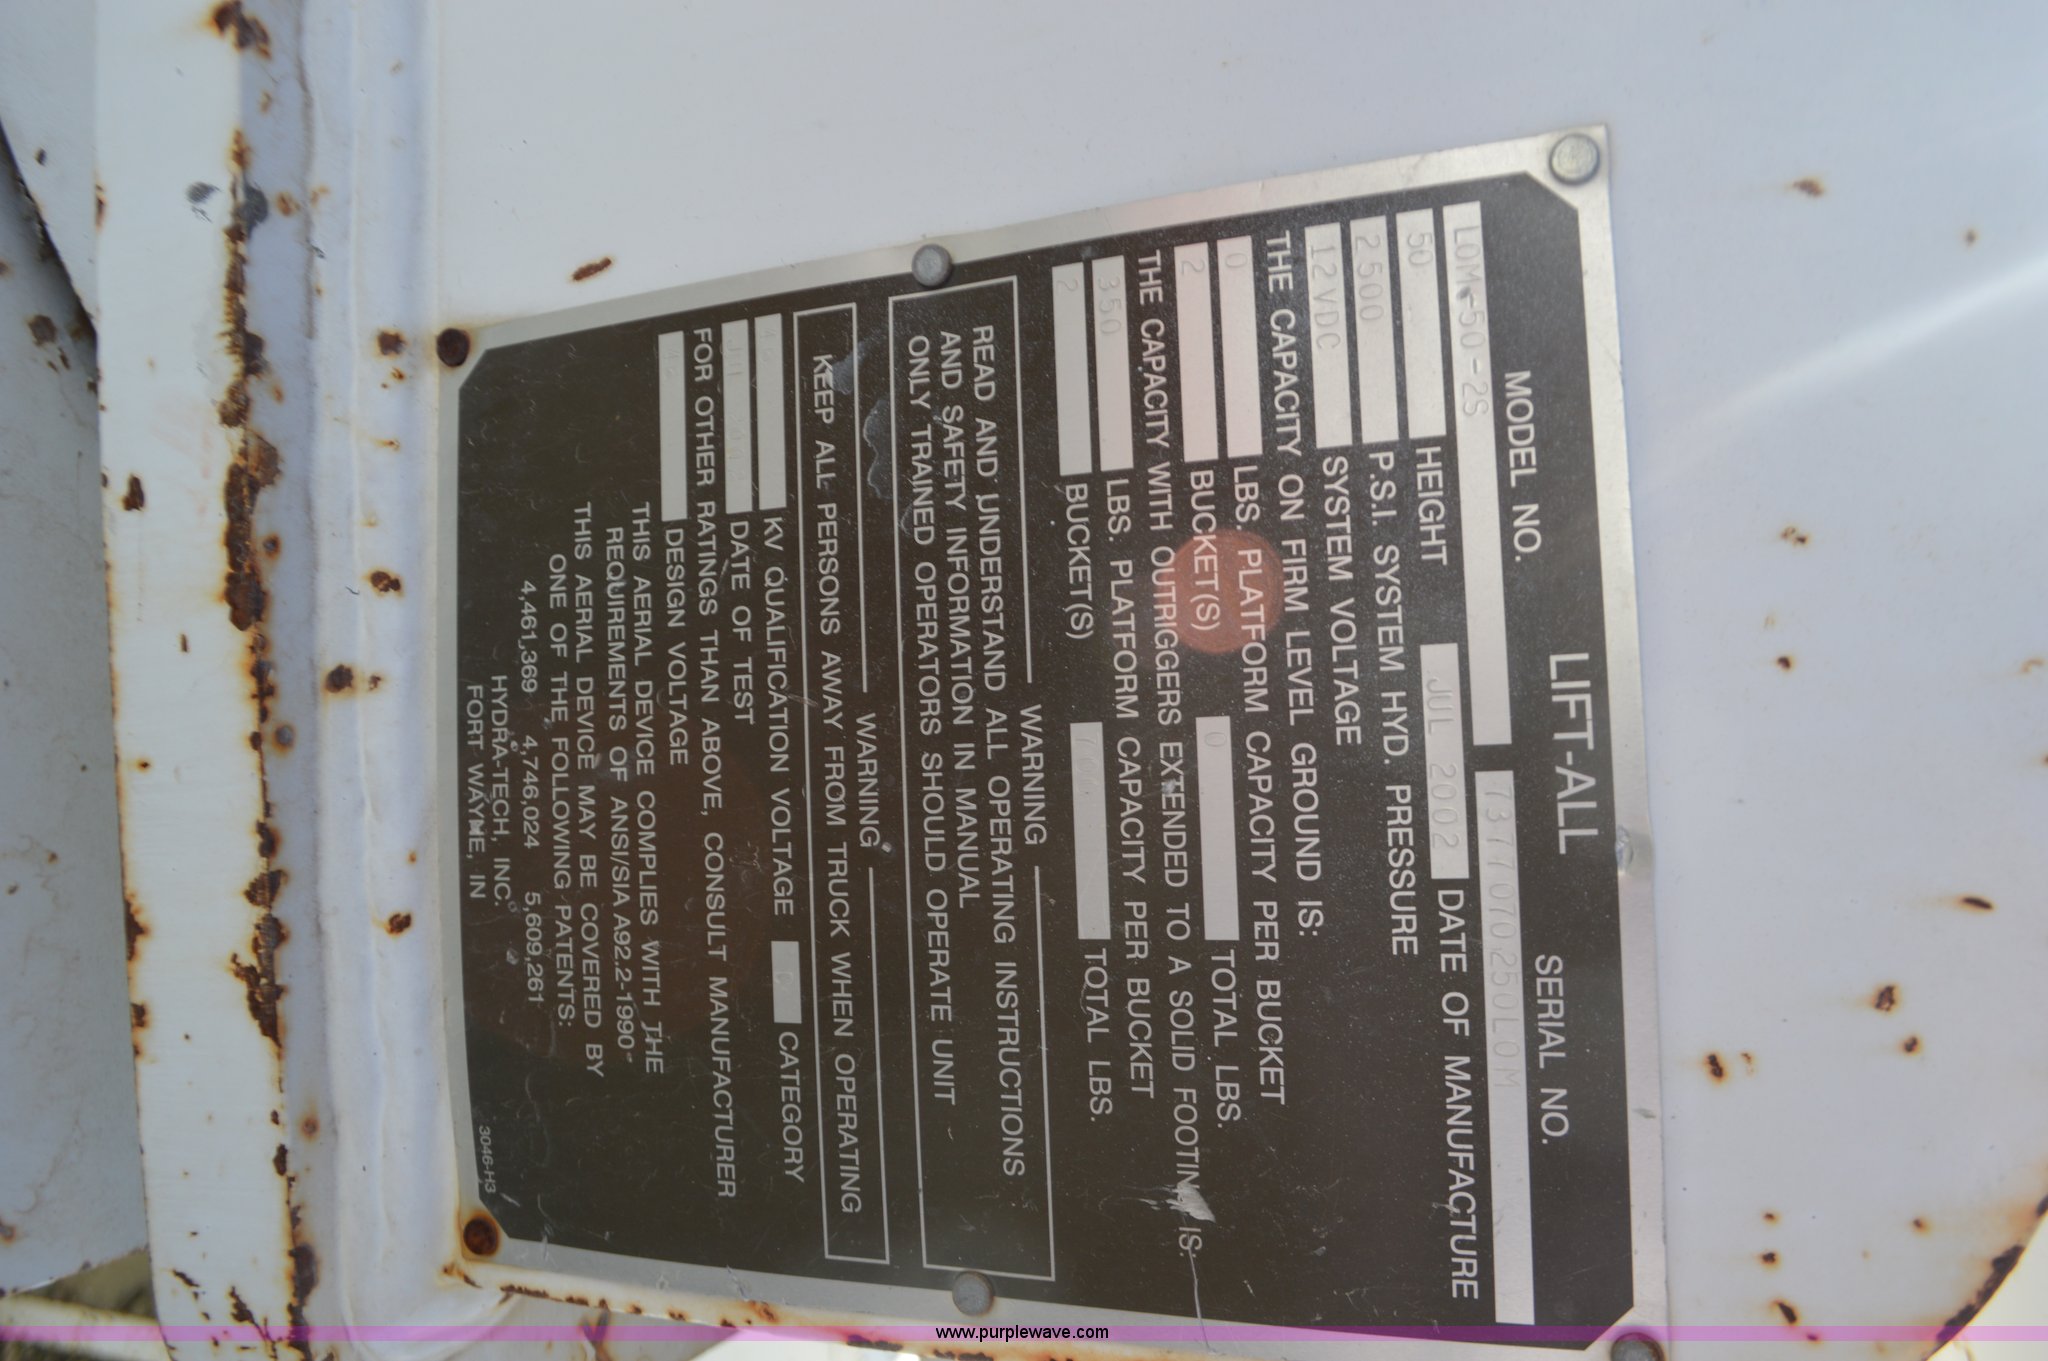 LIFT-ALL
MODEL NO. SERIAL NO.
LOM-50-2S 7377070250LOM
50 HEIGHT JUL 2002 DATE OF MANUFACTURE
2500 P.S.I. SYSTEM HYD. PRESSURE
12VDC SYSTEM VOLTAGE
THE CAPACITY ON FIRM LEVEL GROUND IS:
0 LBS. PLATFORM CAPACITY PER BUCKET
2 BUCKET(S) 0 TOTAL LBS.
THE CAPACITY WITH OUTRIGGERS EXTENDED TO A SOLID FOOTING IS:
350 LBS. PLATFORM CAPACITY PER BUCKET
2 BUCKET(S) 700 TOTAL LBS.
WARNING
READ AND UNDERSTAND ALL OPERATING INSTRUCTIONS
AND SAFETY INFORMATION IN MANUAL
ONLY TRAINED OPERATORS SHOULD OPERATE UNIT
WARNING
KEEP ALL PERSONS AWAY FROM TRUCK WHEN OPERATING
46 KV QUALIFICATION VOLTAGE C CATEGORY
JUL 2002 DATE OF TEST
FOR OTHER RATINGS THAN ABOVE, CONSULT MANUFACTURER
46 DESIGN VOLTAGE
THIS AERIAL DEVICE COMPLIES WITH THE
REQUIREMENTS OF ANSI/SIA A92.2-1990
THIS AERIAL DEVICE MAY BE COVERED BY
ONE OF THE FOLLOWING PATENTS:
4,461,369 4,746,024 5,609,261
HYDRA-TECH, INC.
FORT WAYNE, IN
3046-H3
www.purplewave.com